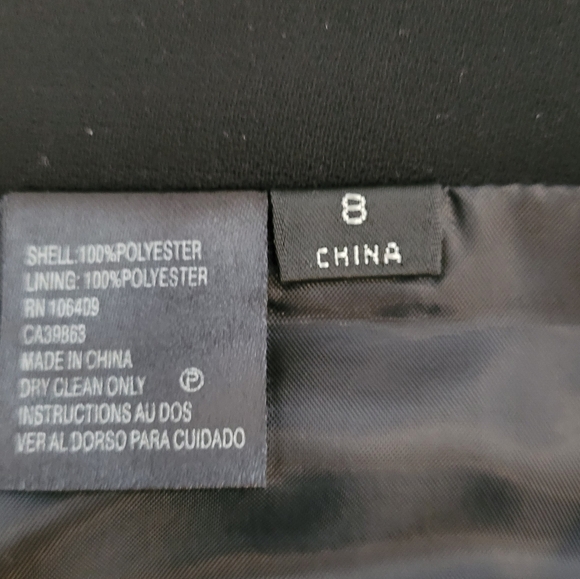 SHELL:100%POLYESTER
LINING: 100%POLYESTER
RN 106409
CA39863
MADE IN CHINA
DRY CLEAN ONLY Ⓟ
INSTRUCTIONS AU DOS
VER AL DORSO PARA CUIDADO
8
CHINA